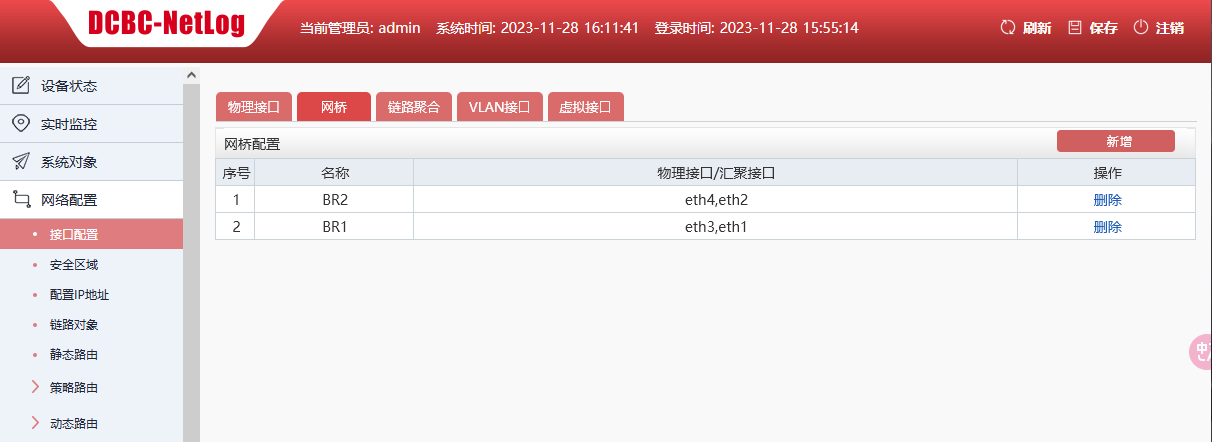 DCBC-NetLog
当前管理员: admin 系统时间: 2023-11-28 16:11:41 登录时间: 2023-11-28 15:55:14 刷新 保存 注销
设备状态
实时监控
系统对象
网络配置
接口配置
安全区域
配置IP地址
链路对象
静态路由
策略路由
动态路由
物理接口 网桥 链路聚合 VLAN接口 虚拟接口
网桥配置 新增
序号 名称 物理接口/汇聚接口 操作
1 BR2 eth4,eth2 删除
2 BR1 eth3,eth1 删除
中